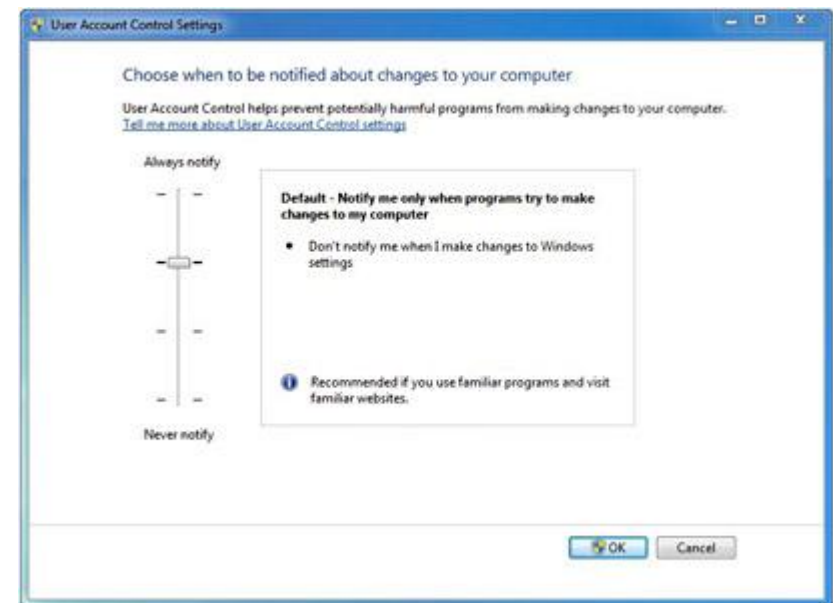 User Account Control Settings
Choose when to be notified about changes to your computer
User Account Control helps prevent potentially harmful programs from making changes to your computer.
Tell me more about User Account Control settings
Always notify
Default - Notify me only when programs try to make
changes to my computer
• Don't notify me when I make changes to Windows
settings
Recommended if you use familiar programs and visit
familiar websites.
Never notify
OK
Cancel